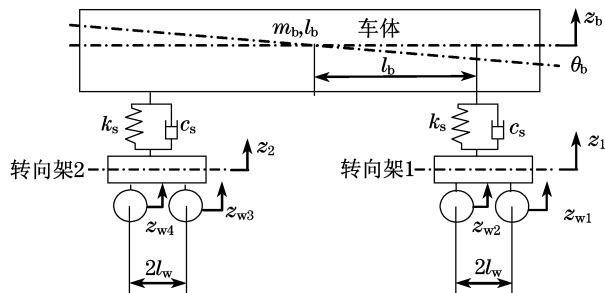 m_b,l_b 车体 z_b
l_b θ_b
k_s c_s k_s c_s
转向架2 z_2 转向架1 z_1
z_w4 z_w3 z_w2 z_w1
2l_w 2l_w